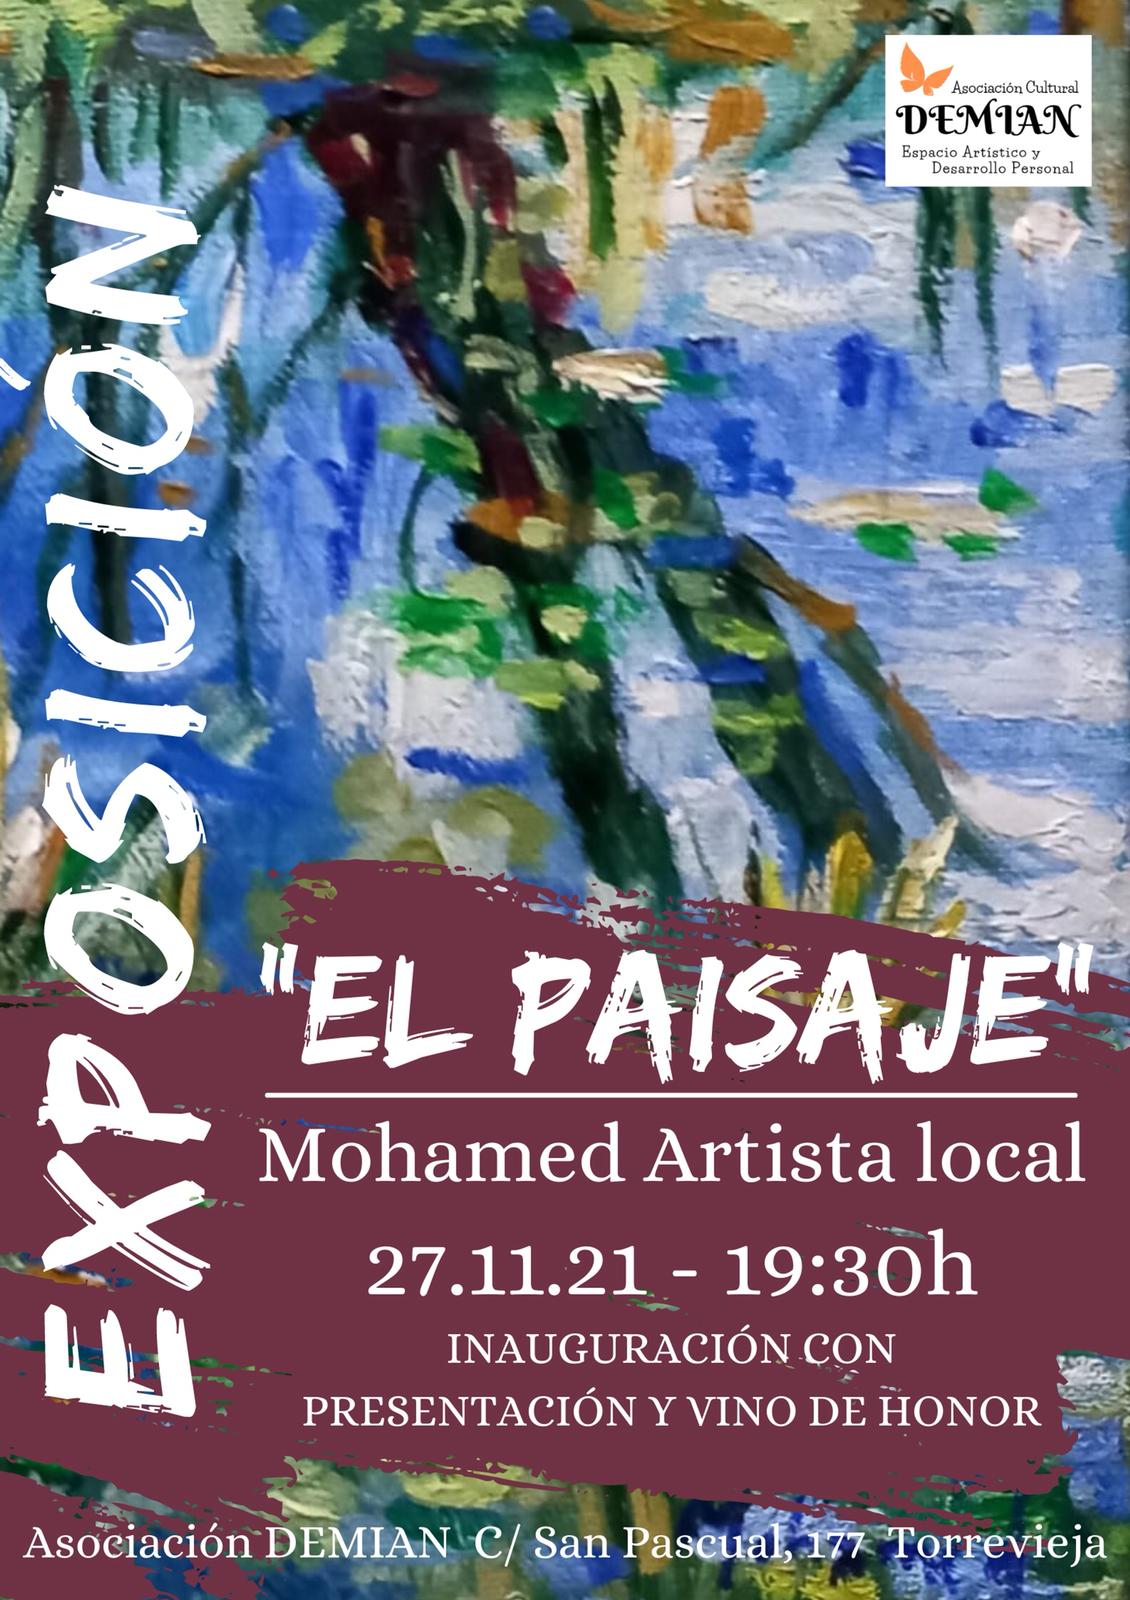 Asociación Cultural
DEMIAN
Espacio Artístico y
Desarrollo Personal
EXPOSICIÓN
"EL PAISAJE"
Mohamed Artista local
27.11.21 - 19:30h
INAUGURACIÓN CON
PRESENTACIÓN Y VINO DE HONOR
Asociación DEMIAN C/ San Pascual, 177 Torrevieja